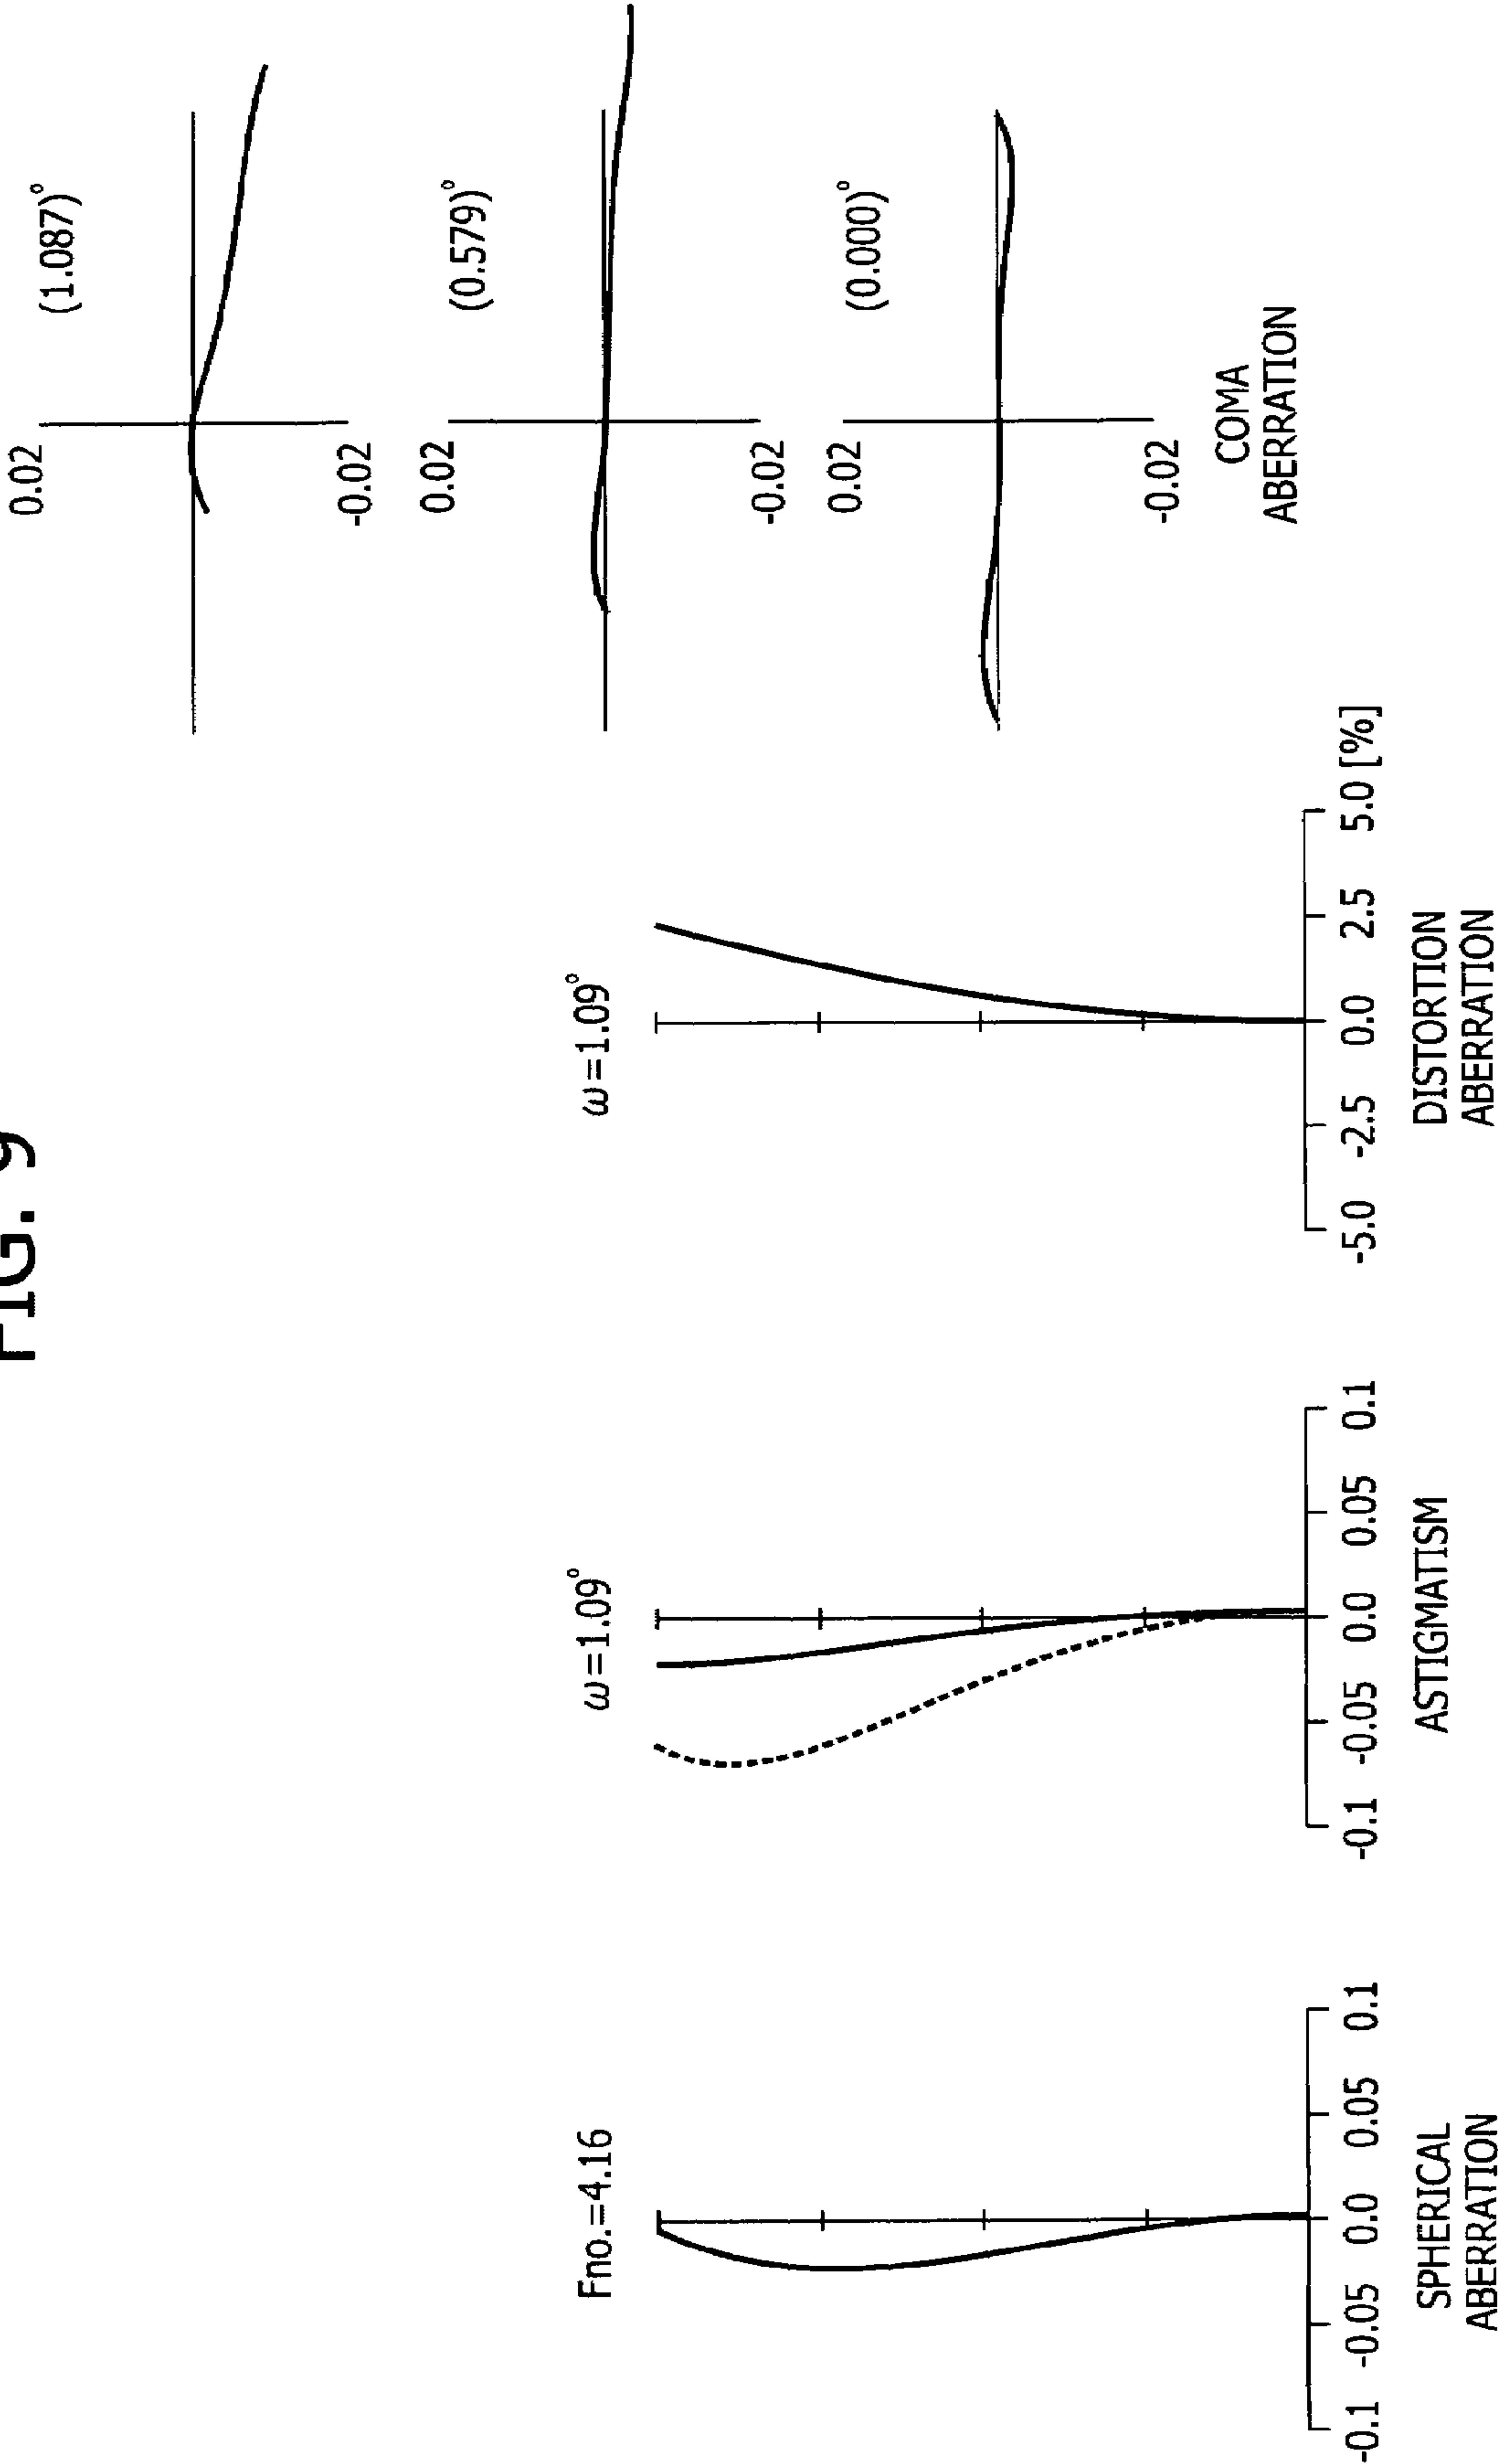 FIG. 9
Fno.=4.16
-0.1 -0.05 0.0 0.05 0.1
SPHERICAL
ABERRATION
ω=1.09°
-0.1 -0.05 0.0 0.05 0.1
ASTIGMATISM
ω=1.09°
-5.0 -2.5 0.0 2.5 5.0 [%]
DISTORTION
ABERRATION
0.02
(1.087)°
-0.02
0.02
(0.579)°
-0.02
0.02
(0.000)°
-0.02
COMA
ABERRATION